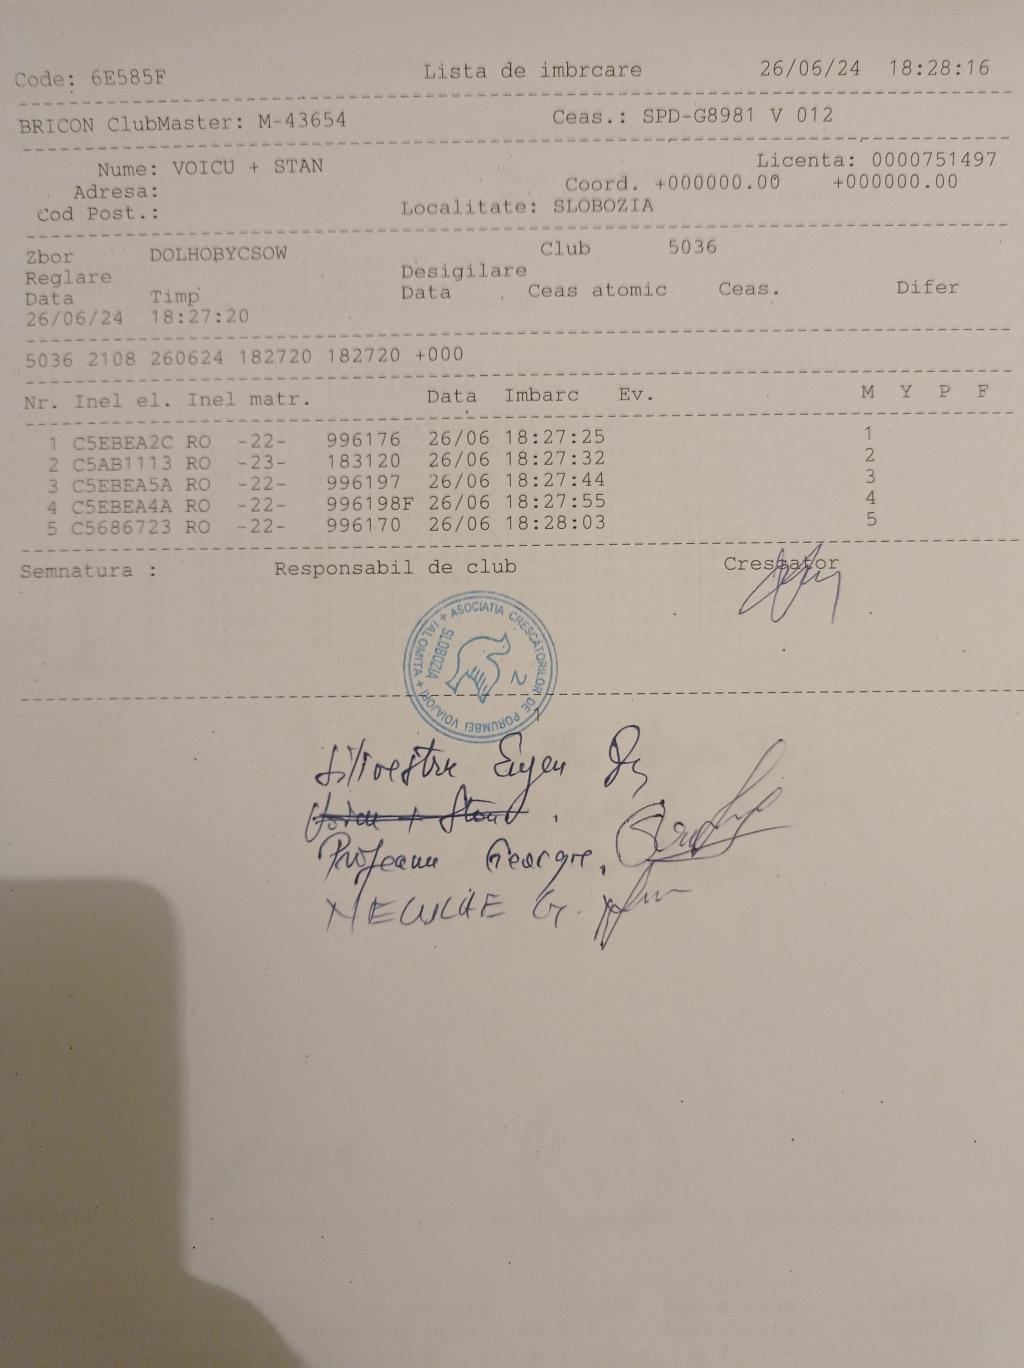 Code: 6E585F Lista de imbrcare 26/06/24 18:28:16
BRICON ClubMaster: M-43654 Ceas.: SPD-G8981 V 012
Nume: VOICU + STAN Licenta: 0000751497
Adresa: Coord. +000000.00 +000000.00
Cod Post.: Localitate: SLOBOZIA
Zbor DOLHOBYCSOW Club 5036
Reglare Desigilare
Data Timp Data Ceas atomic Ceas. Difer
26/06/24 18:27:20
5036 2108 260624 182720 182720 +000
Nr. Inel el. Inel matr. Data Imbarc Ev. M Y P F
1 C5EBEA2C RO -22- 996176 26/06 18:27:25 1
2 C5AB1113 RO -23- 183120 26/06 18:27:32 2
3 C5EBEA5A RO -22- 996197 26/06 18:27:44 3
4 C5EBEA4A RO -22- 996198F 26/06 18:27:55 4
5 C5686723 RO -22- 996170 26/06 18:28:03 5
Semnatura : Responsabil de club Crescator
ASOCIATIA CRESCATORILOR DE PORUMBEI VOIAJORI + IALOMITA +
SLOBOZIA
2
Silivestru Eugen
Voicu + Stan
George,
NECULAE G.